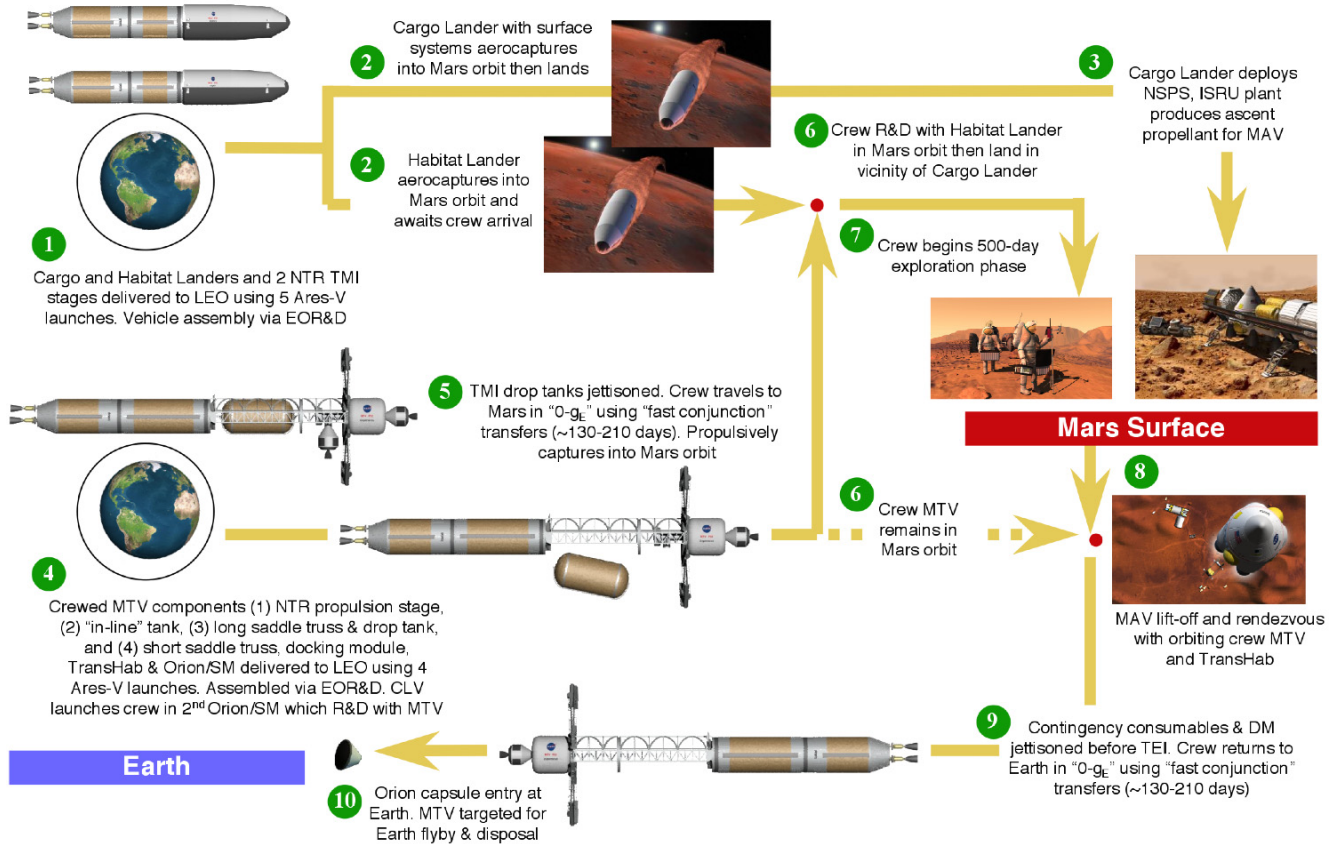 2
Cargo Lander with surface
systems aerocaptures
into Mars orbit then lands
3
Cargo Lander deploys
NSPS, ISRU plant
produces ascent
propellant for MAV
2
Habitat Lander
aerocaptures into
Mars orbit and
awaits crew arrival
6
Crew R&D with Habitat Lander
in Mars orbit then land in
vicinity of Cargo Lander
1
Cargo and Habitat Landers and 2 NTR TMI
stages delivered to LEO using 5 Ares-V
launches. Vehicle assembly via EOR&D
7
Crew begins 500-day
exploration phase
5
TMI drop tanks jettisoned. Crew travels to
Mars in “0-gE” using “fast conjunction”
transfers (~130-210 days). Propulsively
captures into Mars orbit
Mars Surface
4
Crewed MTV components (1) NTR propulsion stage,
(2) “in-line” tank, (3) long saddle truss & drop tank,
and (4) short saddle truss, docking module,
TransHab & Orion/SM delivered to LEO using 4
Ares-V launches. Assembled via EOR&D. CLV
launches crew in 2nd Orion/SM which R&D with MTV
6
Crew MTV
remains in
Mars orbit
8
MAV lift-off and rendezvous
with orbiting crew MTV
and TransHab
9
Contingency consumables & DM
jettisoned before TEI. Crew returns to
Earth in “0-gE” using “fast conjunction”
transfers (~130-210 days)
Earth
10
Orion capsule entry at
Earth. MTV targeted for
Earth flyby & disposal